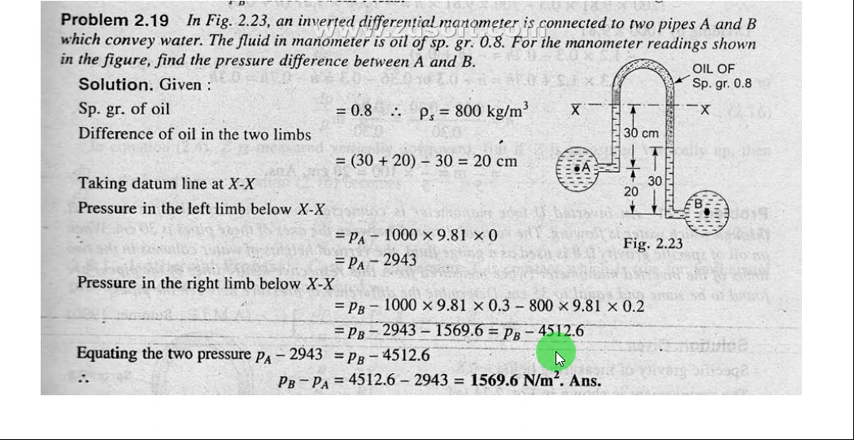 Problem 2.19 In Fig. 2.23, an inverted differential manometer is connected to two pipes A and B
which convey water. The fluid in manometer is oil of sp. gr. 0.8. For the manometer readings shown
in the figure, find the pressure difference between A and B.
Solution. Given :
Sp. gr. of oil = 0.8 ∴ ρs = 800 kg/m³
Difference of oil in the two limbs
= (30 + 20) – 30 = 20 cm
Taking datum line at X-X
Pressure in the left limb below X-X
= pA – 1000 × 9.81 × 0
= pA – 2943
Pressure in the right limb below X-X
= pB – 1000 × 9.81 × 0.3 – 800 × 9.81 × 0.2
= pB – 2943 – 1569.6 = pB – 4512.6
Equating the two pressure pA – 2943 = pB – 4512.6
∴ pB – pA = 4512.6 – 2943 = 1569.6 N/m². Ans.
OIL OF
Sp. gr. 0.8
X
X
30 cm
A
30
20
B
Fig. 2.23